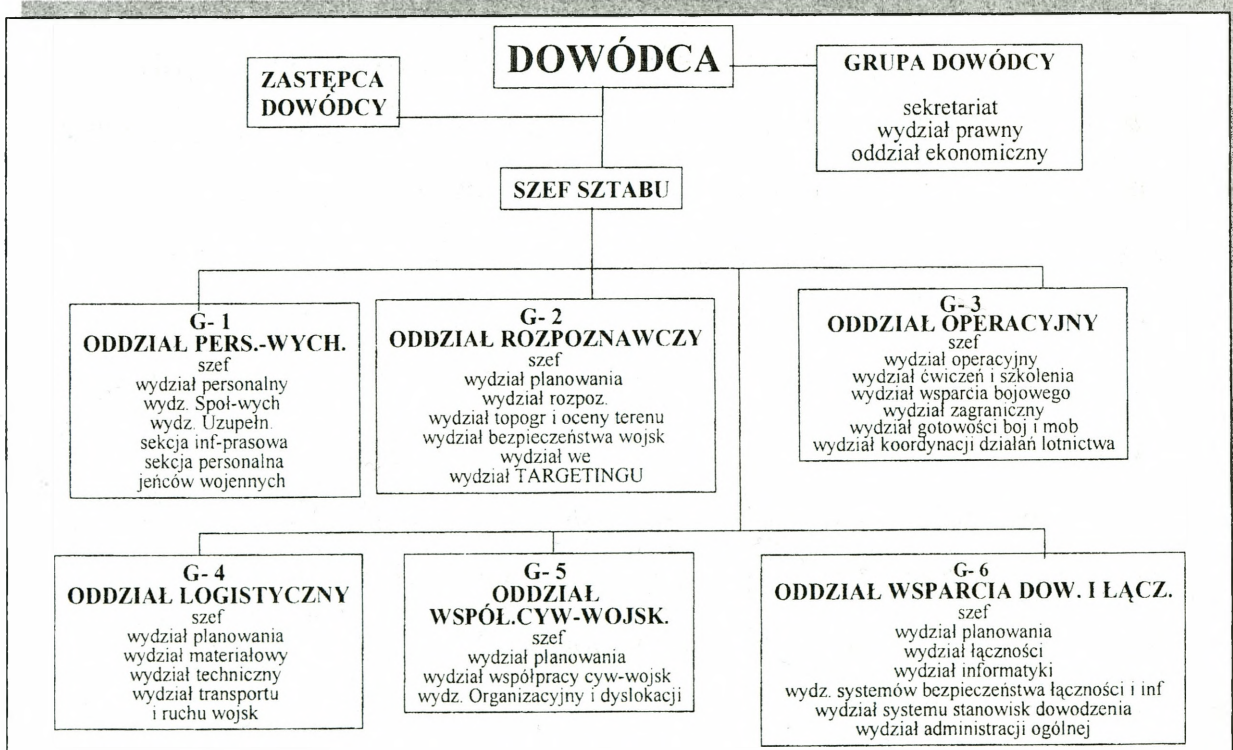 DOWÓDCA
ZASTĘPCA
DOWÓDCY
GRUPA DOWÓDCY
sekretariat
wydział prawny
oddział ekonomiczny
SZEF SZTABU
G- 1
ODDZIAŁ PERS.-WYCH.
szef
wydział personalny
wydz. Społ-wych
wydz. Uzupełn.
sekcja inf-prasowa
sekcja personalna
jeńców wojennych
G- 2
ODDZIAŁ ROZPOZNAWCZY
szef
wydział planowania
wydział rozpoz.
wydział topogr i oceny terenu
wydział bezpieczeństwa wojsk
wydział we
wydział TARGETINGU
G- 3
ODDZIAŁ OPERACYJNY
szef
wydział operacyjny
wydział ćwiczeń i szkolenia
wydział wsparcia bojowego
wydział zagraniczny
wydział gotowości boj i mob
wydział koordynacji działań lotnictwa
G- 4
ODDZIAŁ LOGISTYCZNY
szef
wydział planowania
wydział materiałowy
wydział techniczny
wydział transportu
i ruchu wojsk
G- 5
ODDZIAŁ
WSPÓŁ.CYW-WOJSK.
szef
wydział planowania
wydział współpracy cyw-wojsk
wydz. Organizacyjny i dyslokacji
G- 6
ODDZIAŁ WSPARCIA DOW. I ŁĄCZ.
szef
wydział planowania
wydział łączności
wydział informatyki
wydz. systemów bezpieczeństwa łączności i inf
wydział systemu stanowisk dowodzenia
wydział administracji ogólnej